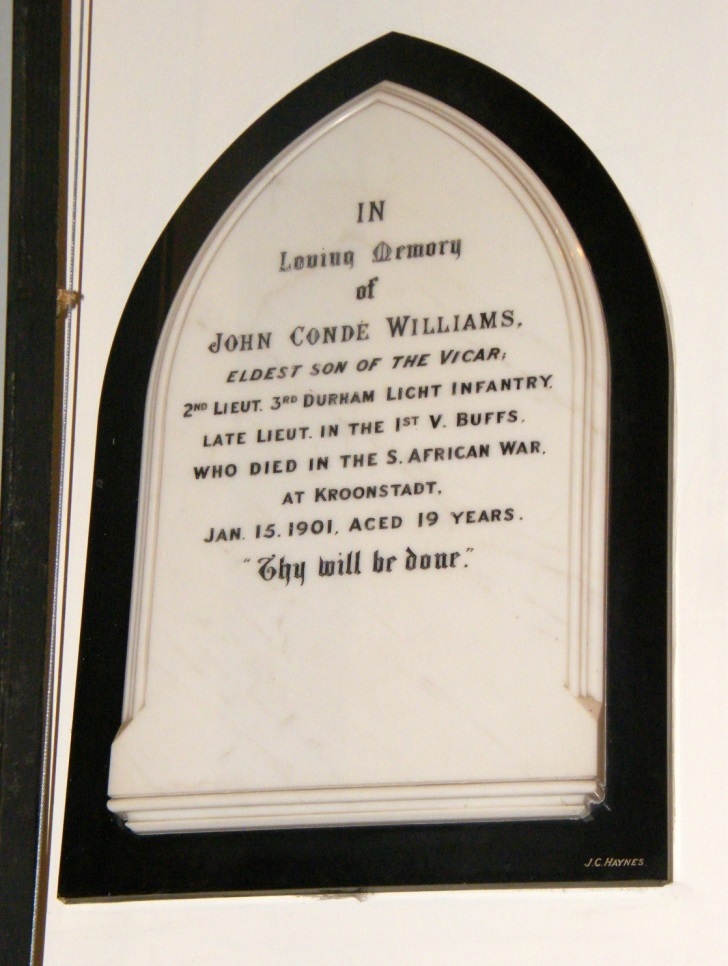 IN
Loving Memory
of
JOHN CONDÉ WILLIAMS,
ELDEST SON OF THE VICAR;
2ND LIEUT. 3RD DURHAM LIGHT INFANTRY.
LATE LIEUT. IN THE 1ST V. BUFFS.
WHO DIED IN THE S. AFRICAN WAR,
AT KROONSTADT,
JAN. 15. 1901, AGED 19 YEARS.
"Thy will be done."
J.C. HAYNES.